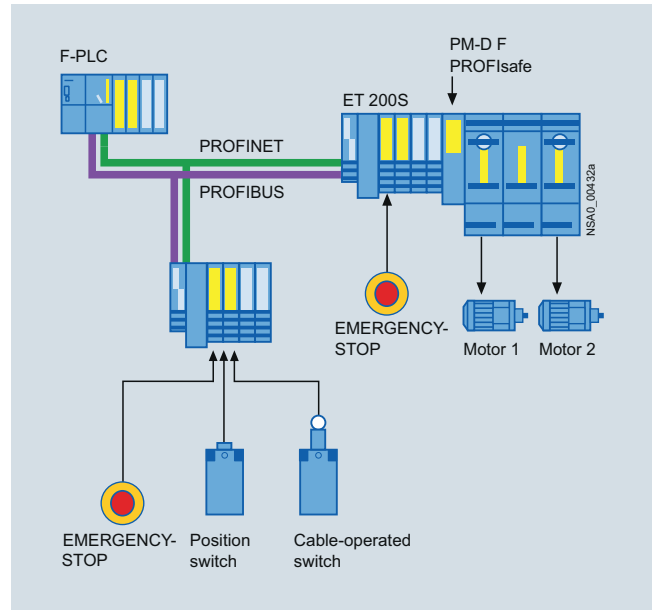 F-PLC
PM-D F
PROFIsafe
ET 200S
PROFINET
PROFIBUS
NSA0_00432a
EMERGENCY-
STOP
Motor 1
Motor 2
EMERGENCY-
STOP
Position
switch
Cable-operated
switch